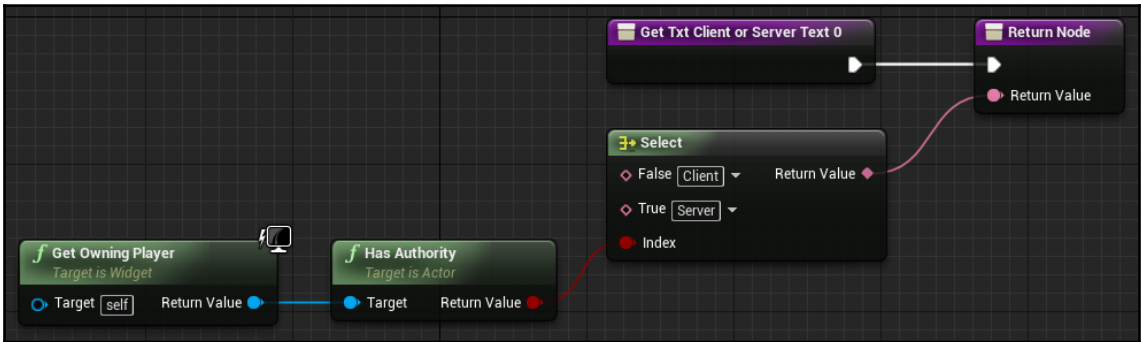 Get Txt Client or Server Text 0
Return Node
Return Value
Select
False Client
Return Value
True Server
Index
f Get Owning Player
Target is Widget
Target self
Return Value
f Has Authority
Target is Actor
Target
Return Value